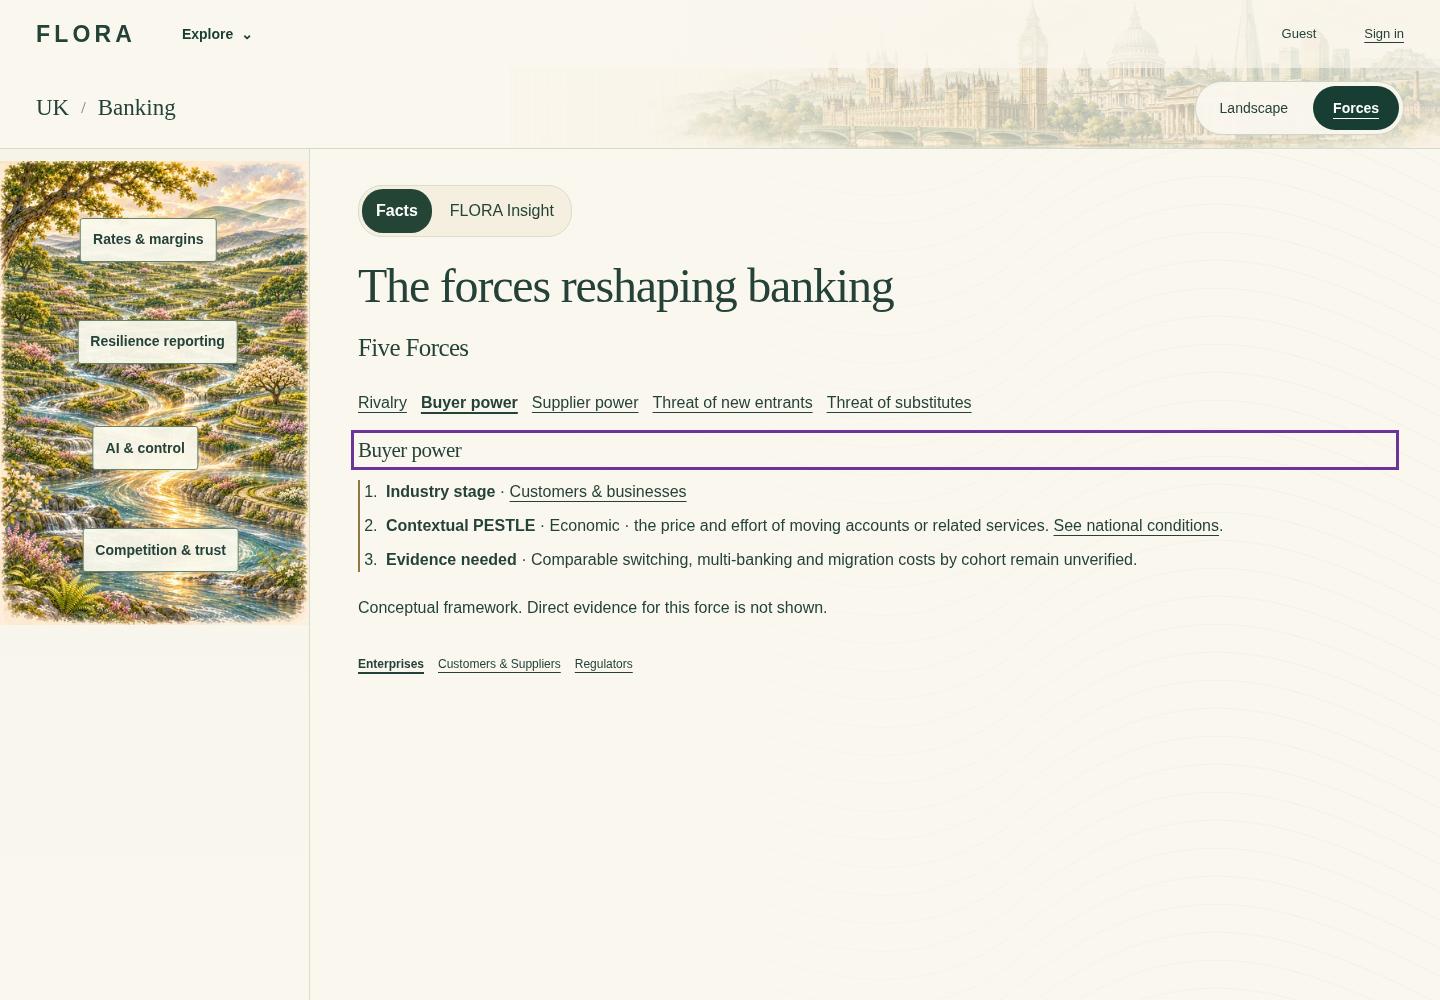 FLORA
Explore
Guest
Sign in
UK / Banking
Landscape
Forces
Rates & margins
Resilience reporting
AI & control
Competition & trust
Facts
FLORA Insight
The forces reshaping banking
Five Forces
Rivalry Buyer power Supplier power Threat of new entrants Threat of substitutes
Buyer power
1. Industry stage · Customers & businesses
2. Contextual PESTLE · Economic · the price and effort of moving accounts or related services. See national conditions.
3. Evidence needed · Comparable switching, multi-banking and migration costs by cohort remain unverified.
Conceptual framework. Direct evidence for this force is not shown.
Enterprises Customers & Suppliers Regulators